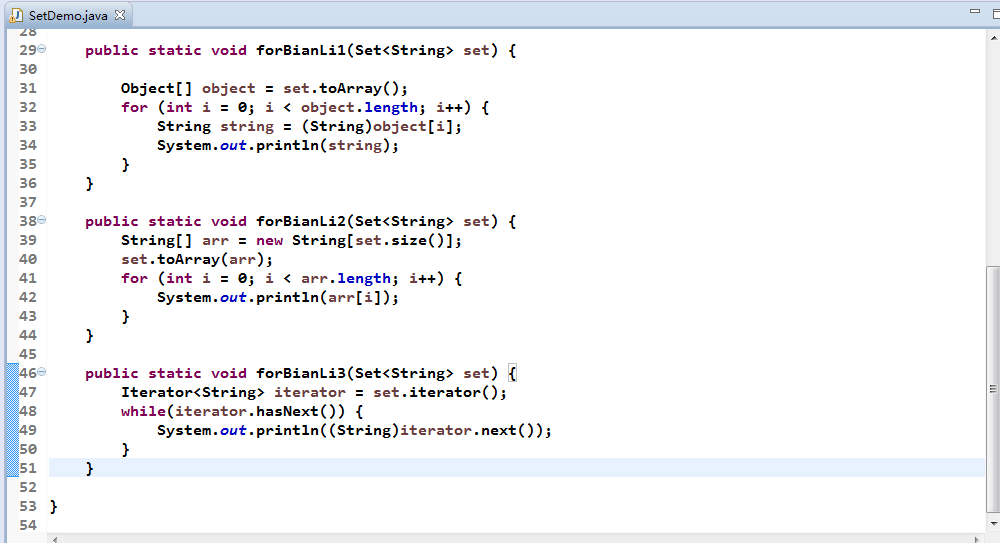 SetDemo.java
28
29 public static void forBianLi1(Set<String> set) {
30
31 Object[] object = set.toArray();
32 for (int i = 0; i < object.length; i++) {
33 String string = (String)object[i];
34 System.out.println(string);
35 }
36 }
37
38 public static void forBianLi2(Set<String> set) {
39 String[] arr = new String[set.size()];
40 set.toArray(arr);
41 for (int i = 0; i < arr.length; i++) {
42 System.out.println(arr[i]);
43 }
44 }
45
46 public static void forBianLi3(Set<String> set) {
47 Iterator<String> iterator = set.iterator();
48 while(iterator.hasNext()) {
49 System.out.println((String)iterator.next());
50 }
51 }
52
53 }
54